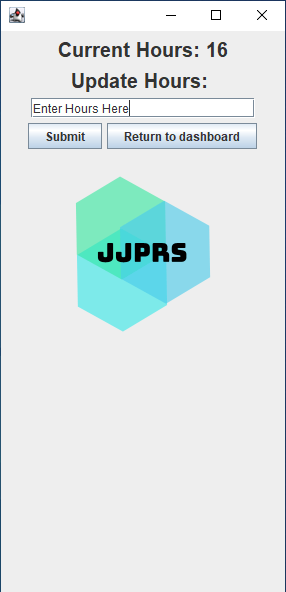 Current Hours: 16
Update Hours:
Enter Hours Here
Submit Return to dashboard
JJPRS